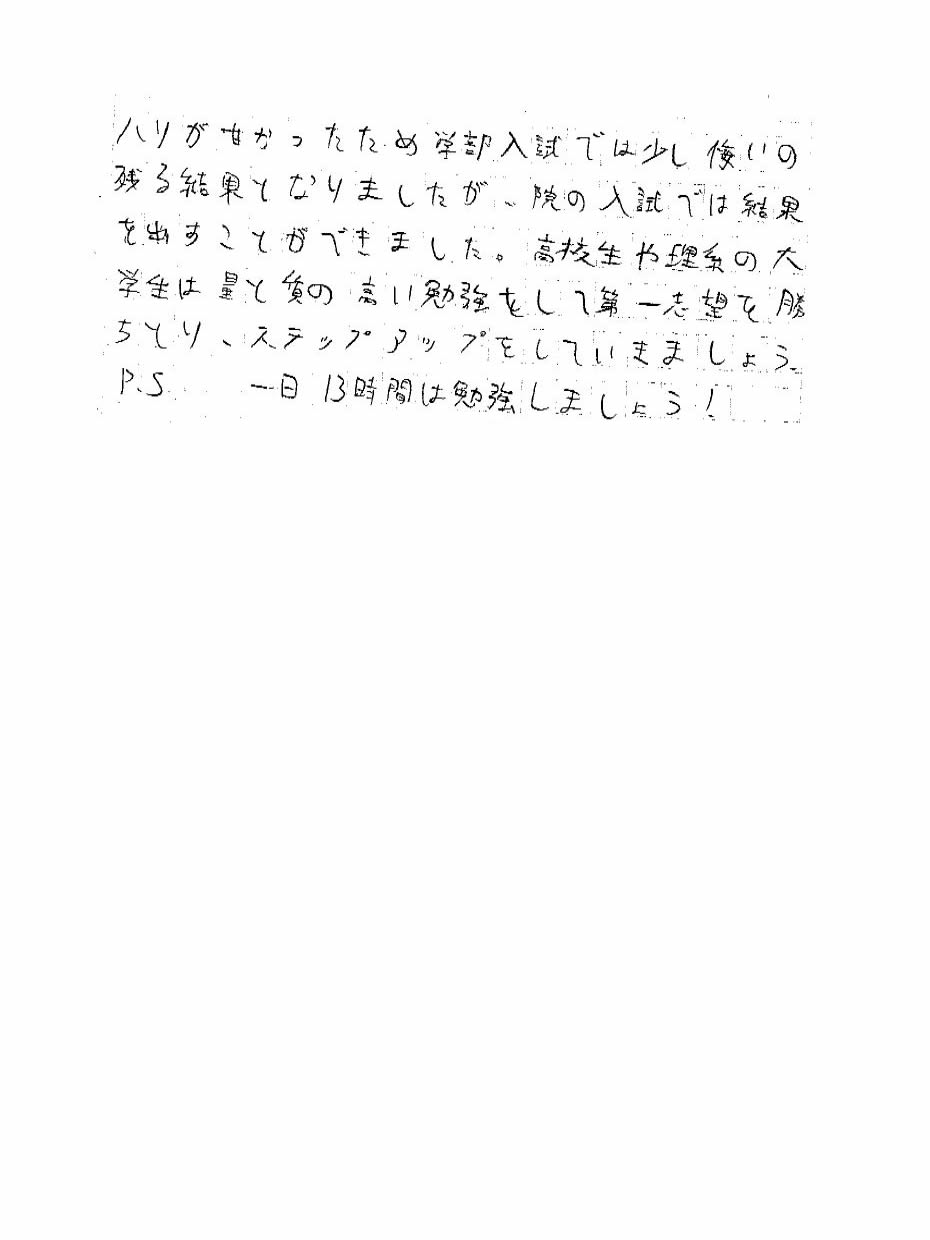 ハリが甘かったため学部入試では少し悔いの
残る結果となりましたが、院の入試では結果
を出すことができました。高校生や理系の大
学生は量と質の高い勉強をして第一志望を勝
ちとり、ステップアップをしていきましょう。
P.S 一日13時間は勉強しましょう!